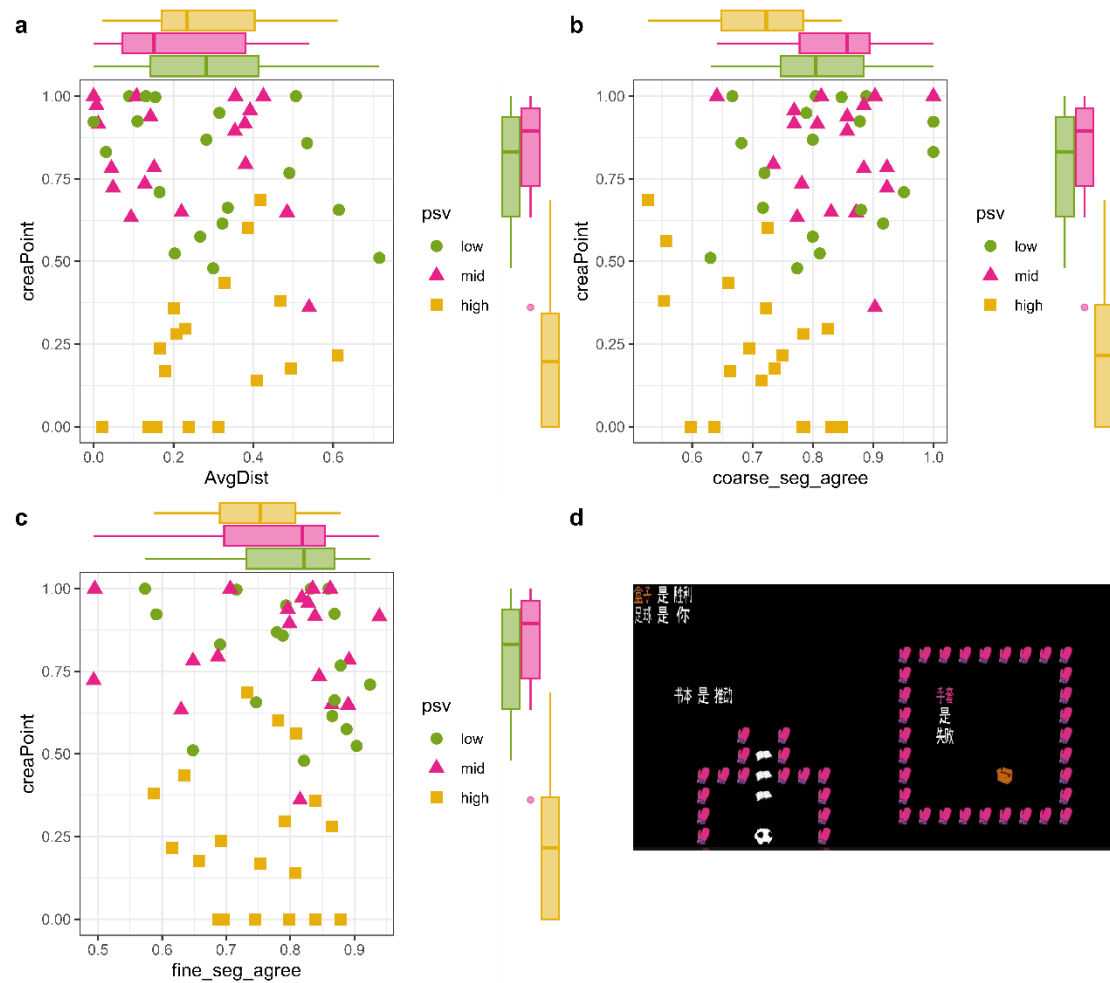 a
creaPoint
1.00
0.75
0.50
0.25
0.00
0.0
0.2
0.4
0.6
AvgDist
psv
low
mid
high
b
creaPoint
1.00
0.75
0.50
0.25
0.00
0.6
0.7
0.8
0.9
1.0
coarse_seg_agree
psv
low
mid
high
c
creaPoint
1.00
0.75
0.50
0.25
0.00
0.5
0.6
0.7
0.8
0.9
fine_seg_agree
psv
low
mid
high
d
盒子 是 胜利
足球 是 你
书本 是 推动
手套
是
失败